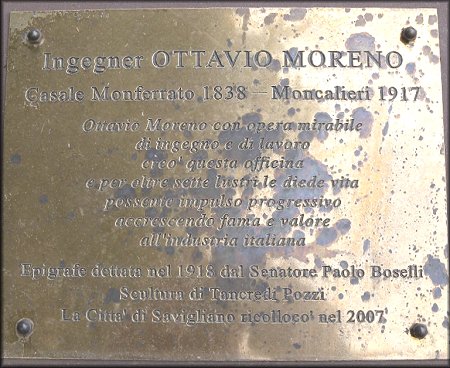 Ingegner OTTAVIO MORENO
Casale Monferrato 1838 - Moncalieri 1917
Ottavio Moreno con opera mirabile
di ingegno e di lavoro
creo' questa officina
e per oltre sette lustri le diede vita
possente impulso progressivo
accrescendo fama e valore
all'industria italiana
Epigrafe dettata nel 1918 dal Senatore Paolo Boselli
Scultura di Tancredi Pozzi
La Citta' di Savigliano ricolloco' nel 2007